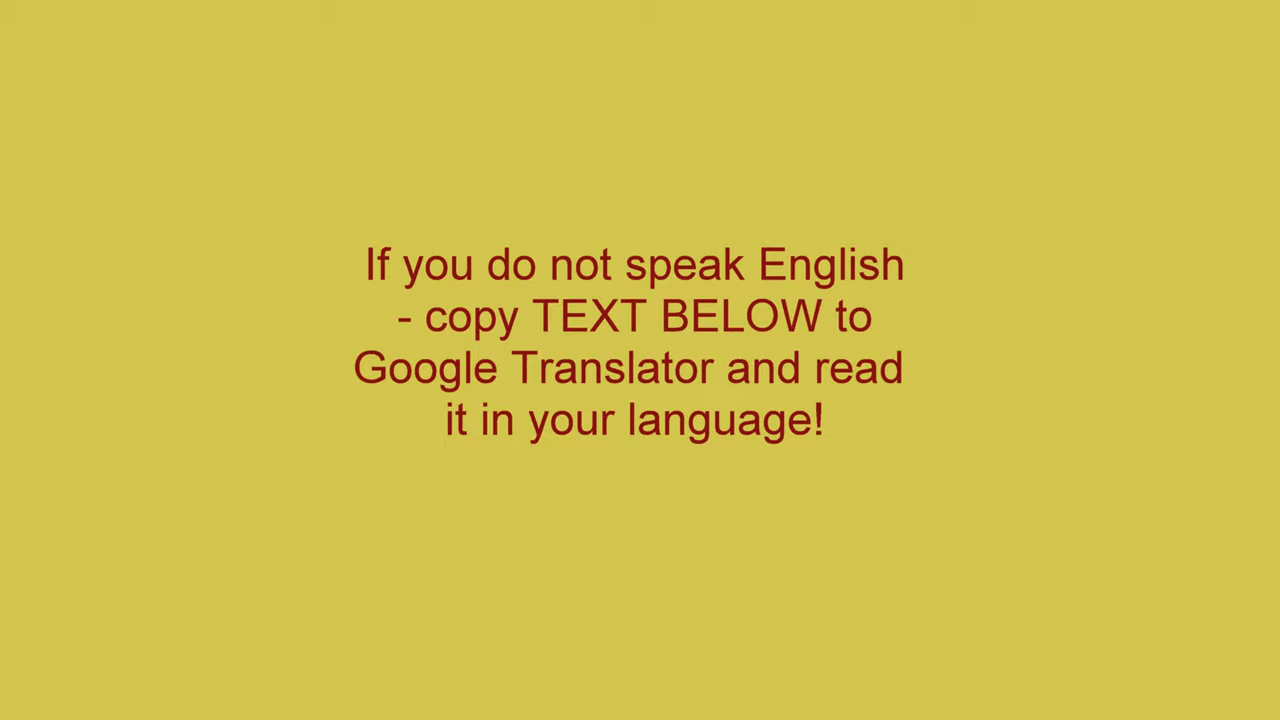 If you do not speak English
- copy TEXT BELOW to
Google Translator and read
it in your language!